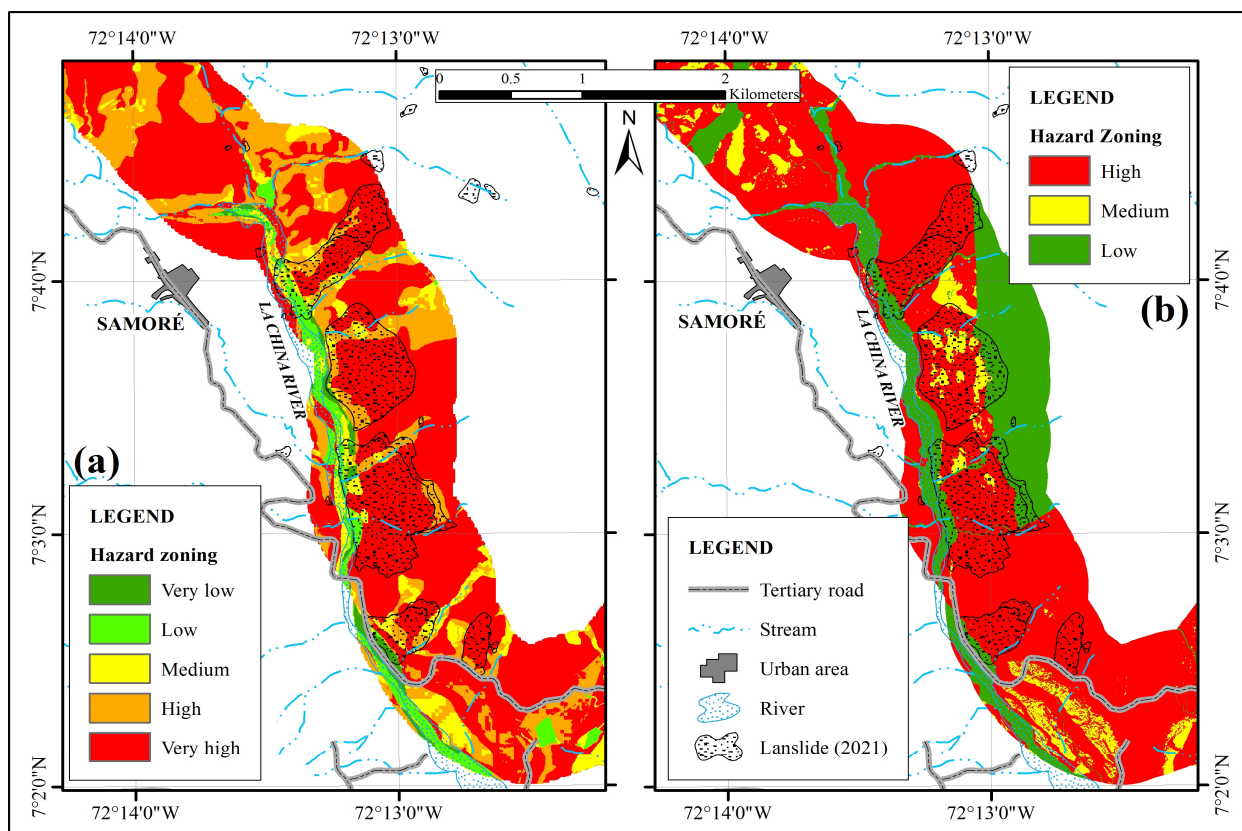 72°14'0"W
72°13'0"W
72°14'0"W
72°13'0"W
0 0.5 1 2
Kilometers
N
LEGEND
Hazard Zoning
High
Medium
Low
7°4'0"N
7°4'0"N
SAMORÉ
LA CHINA RIVER
SAMORÉ
LA CHINA RIVER
(b)
(a)
LEGEND
Hazard zoning
Very low
Low
Medium
High
Very high
7°3'0"N
7°3'0"N
LEGEND
Tertiary road
Stream
Urban area
River
Lanslide (2021)
7°2'0"N
7°2'0"N
72°14'0"W
72°13'0"W
72°14'0"W
72°13'0"W